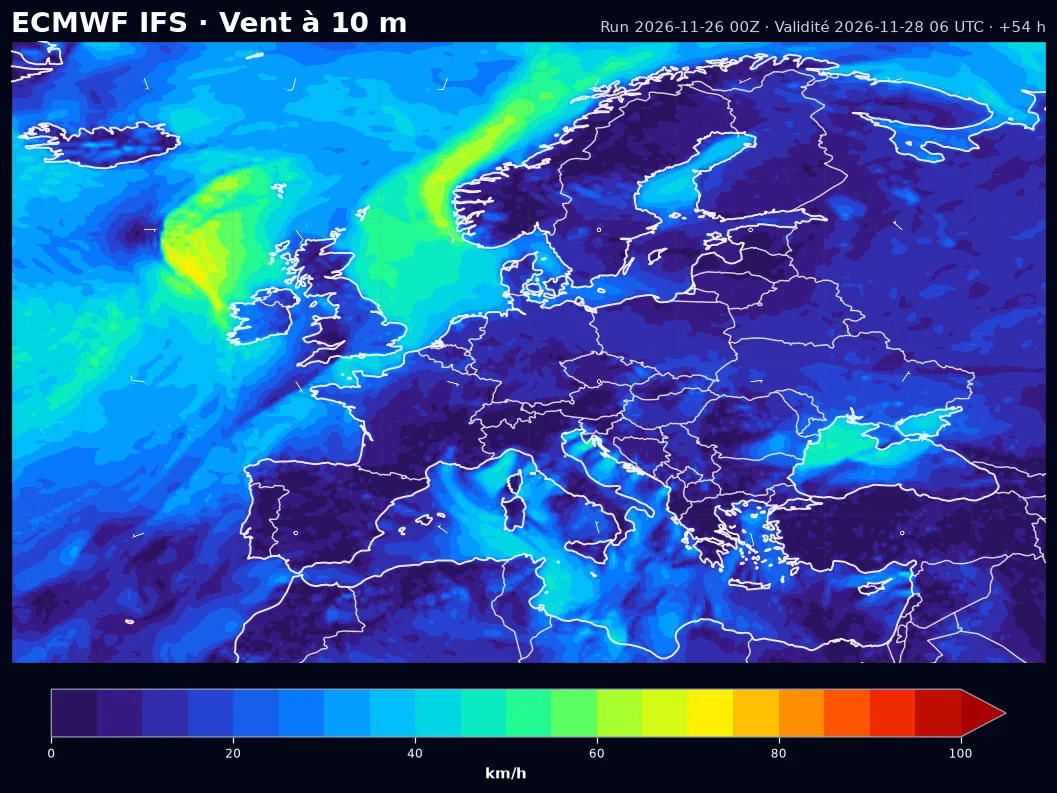 ECMWF IFS · Vent à 10 m
Run 2026-11-26 00Z · Validité 2026-11-28 06 UTC · +54 h
0 20 40 60 80 100
km/h